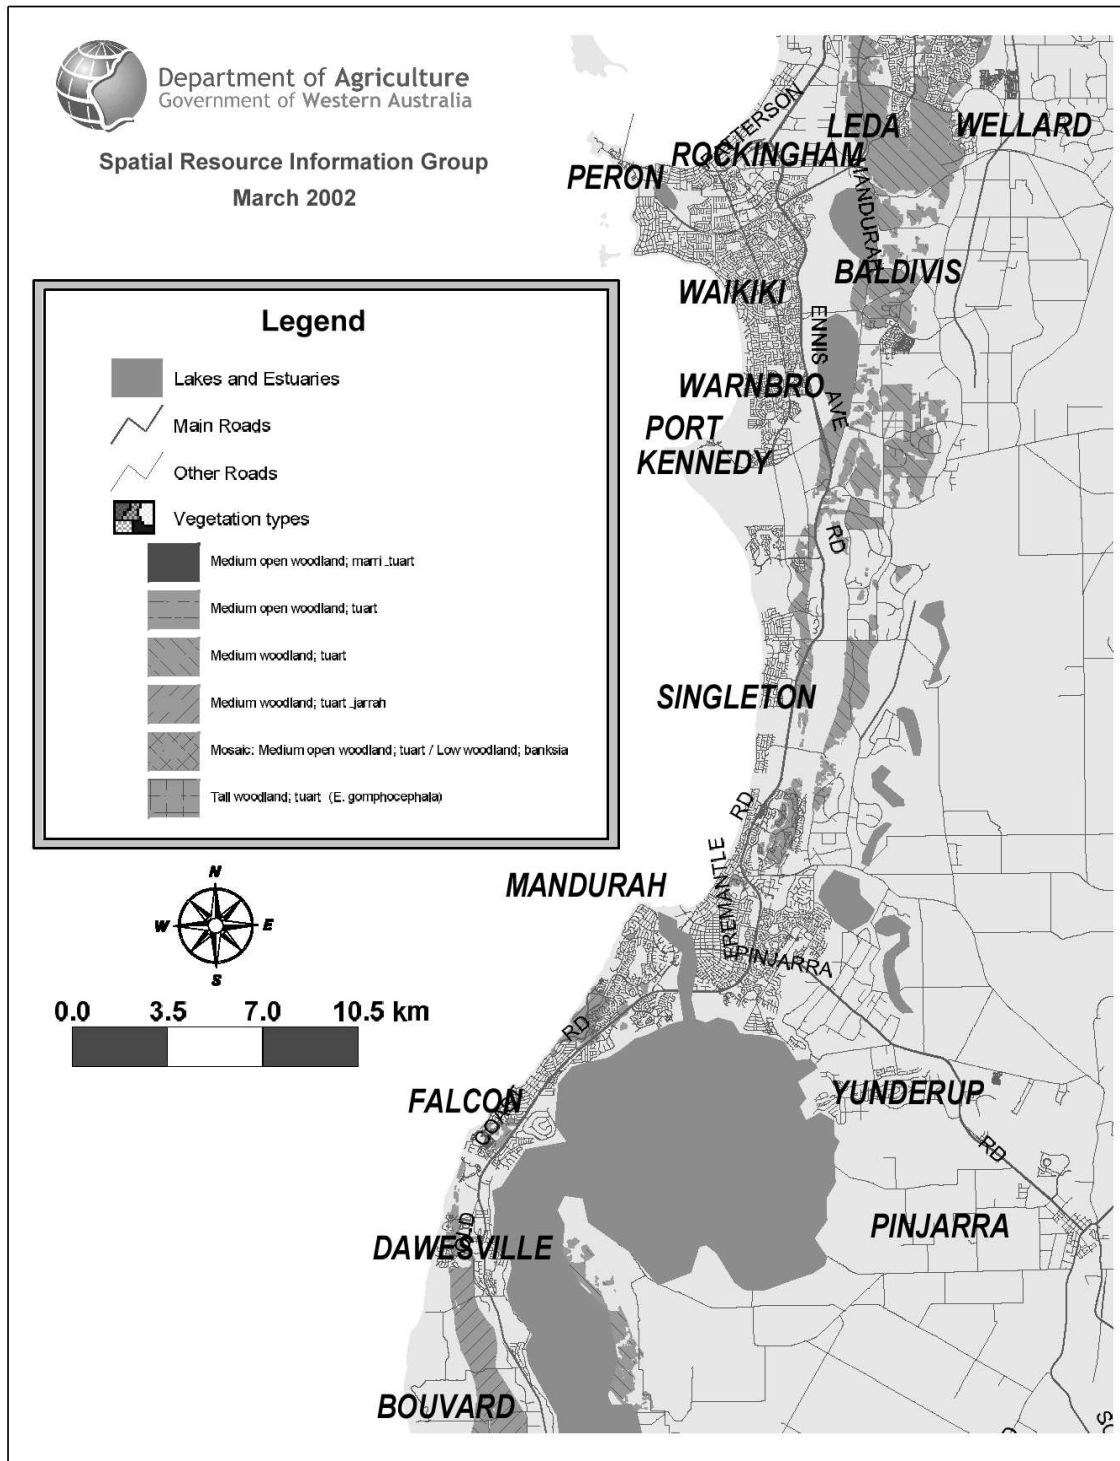 Department of Agriculture
Government of Western Australia
Spatial Resource Information Group
March 2002
Legend
Lakes and Estuaries
Main Roads
Other Roads
Vegetation types
Medium open woodland; marri_tuart
Medium open woodland; tuart
Medium woodland; tuart
Medium woodland; tuart_jarrah
Mosaic: Medium open woodland; tuart / Low woodland; banksia
Tall woodland; tuart (E. gomphocephala)
N
W E
S
0.0 3.5 7.0 10.5 km
PATTERSON
LEDA
WELLARD
ROCKINGHAM
PERON
MANDURAH
BALDIVIS
WAIKIKI
ENNIS
WARNBRO
AVE
PORT
KENNEDY
RD
SINGLETON
RD
FREMANTLE
MANDURAH
PINJARRA
RD
FALCON
COAST
YUNDERUP
RD
PINJARRA
OLD
DAWESVILLE
BOUVARD